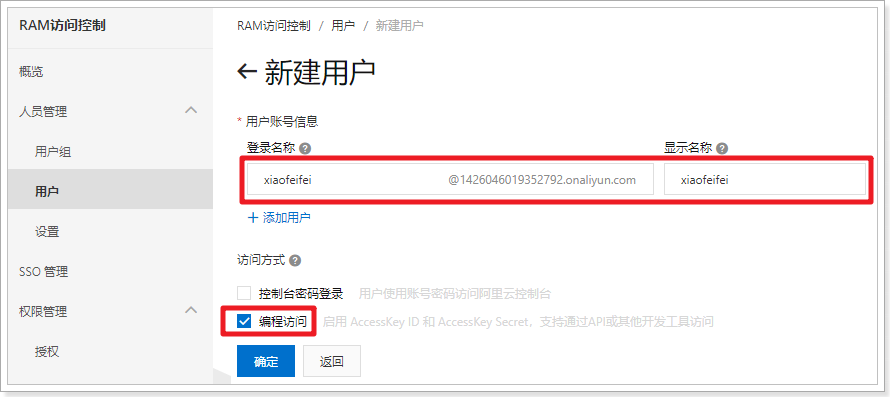 RAM访问控制
概览
人员管理
用户组
用户
设置
SSO 管理
权限管理
授权
RAM访问控制 / 用户 / 新建用户
← 新建用户
* 用户账号信息
登录名称 ? 显示名称 ?
xiaofeifei @1426046019352792.onaliyun.com xiaofeifei
+ 添加用户
访问方式 ?
控制台密码登录 用户使用账号密码访问阿里云控制台
编程访问 启用 AccessKey ID 和 AccessKey Secret，支持通过API或其他开发工具访问
确定 返回